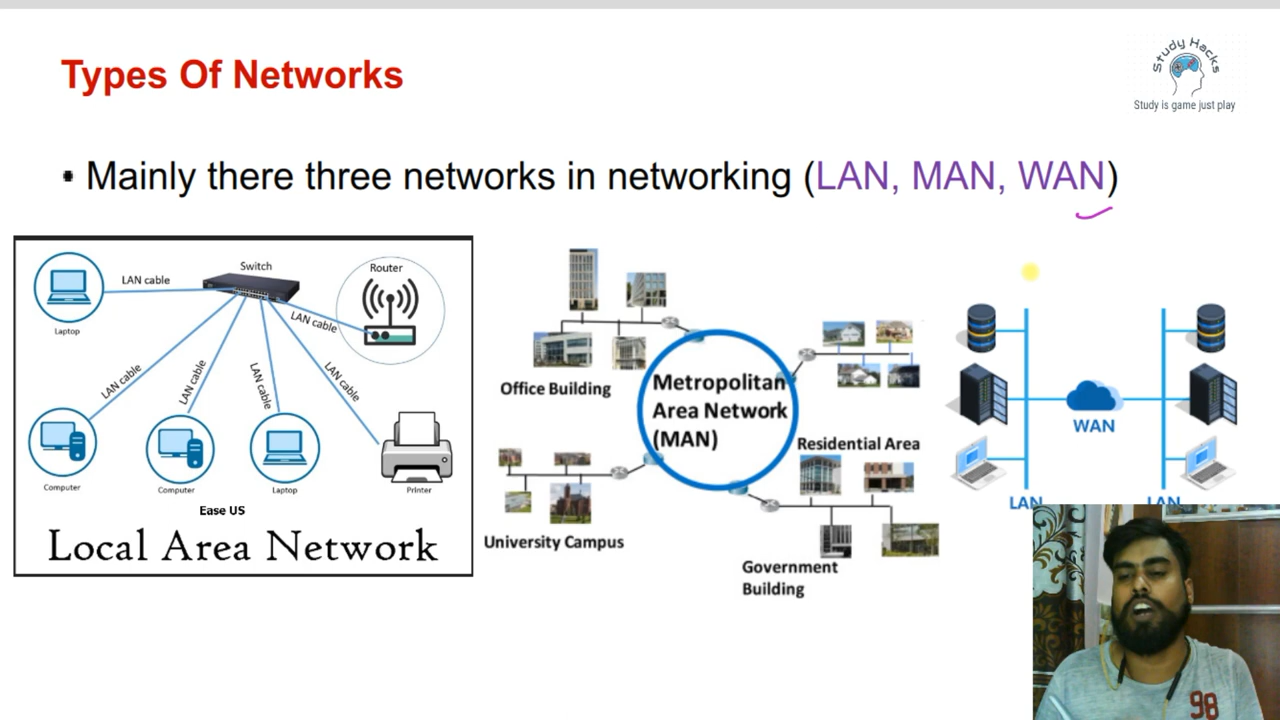 Types Of Networks
Study Hacks
Study is game just play
• Mainly there three networks in networking (LAN, MAN, WAN)
Switch
Router
LAN cable
LAN cable
Laptop
LAN cable
LAN cable
LAN cable
LAN cable
Computer
Computer
Laptop
Printer
Ease US
Local Area Network
Office Building
Metropolitan
Area Network
(MAN)
Residential Area
University Campus
Government
Building
WAN
LAN
LAN
98